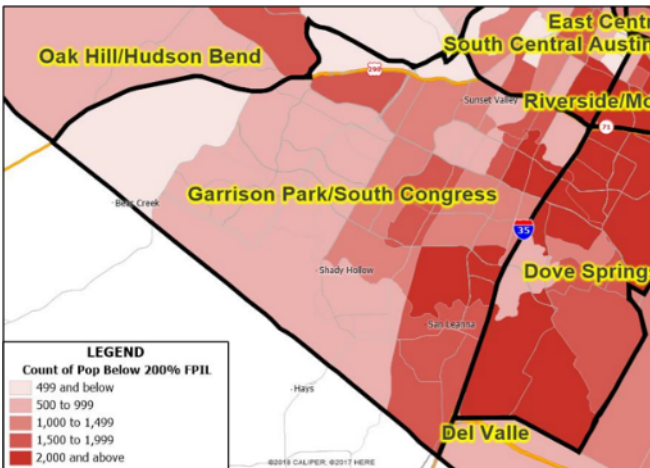 East Centr
Oak Hill/Hudson Bend
South Central Austin
290
Sunset Valley
Riverside/Mo
71
Garrison Park/South Congress
Bear Creek
35
Shady Hollow
Dove Spring
San Leanna
LEGEND
Count of Pop Below 200% FPIL
499 and below
500 to 999
1,000 to 1,499
1,500 to 1,999
2,000 and above
Hays
Del Valle
©2018 CALIPER; ©2017 HERE